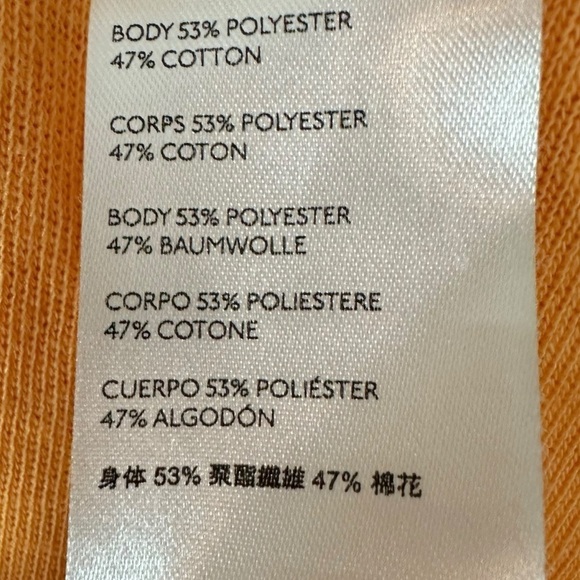 BODY 53% POLYESTER
47% COTTON
CORPS 53% POLYESTER
47% COTON
BODY 53% POLYESTER
47% BAUMWOLLE
CORPO 53% POLIESTERE
47% COTONE
CUERPO 53% POLIÉSTER
47% ALGODÓN
身体 53% 聚酯纖維 47% 棉花